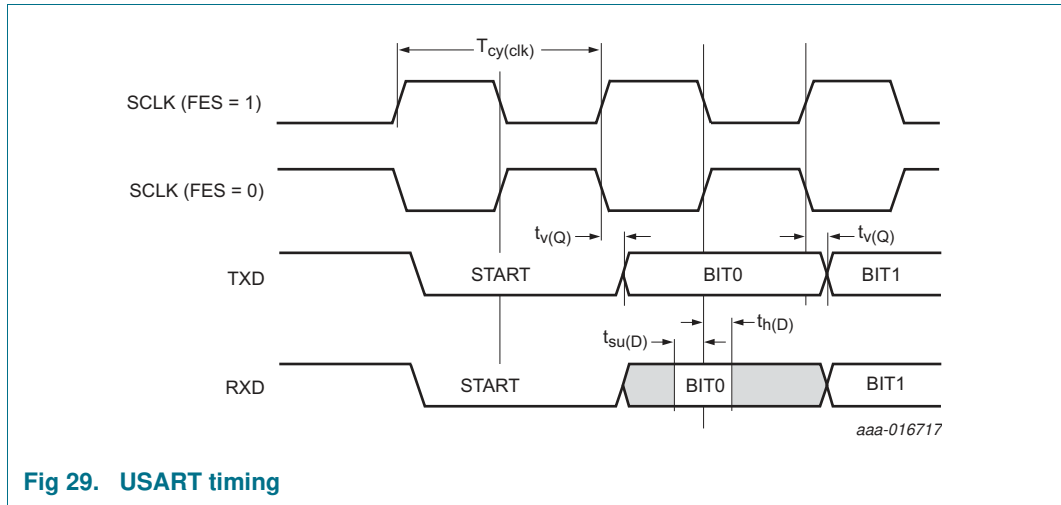 Tcy(clk)
SCLK (FES = 1)
SCLK (FES = 0)
tv(Q)
tv(Q)
TXD
START
BIT0
BIT1
tsu(D)
th(D)
RXD
START
BIT0
BIT1
aaa-016717
Fig 29. USART timing